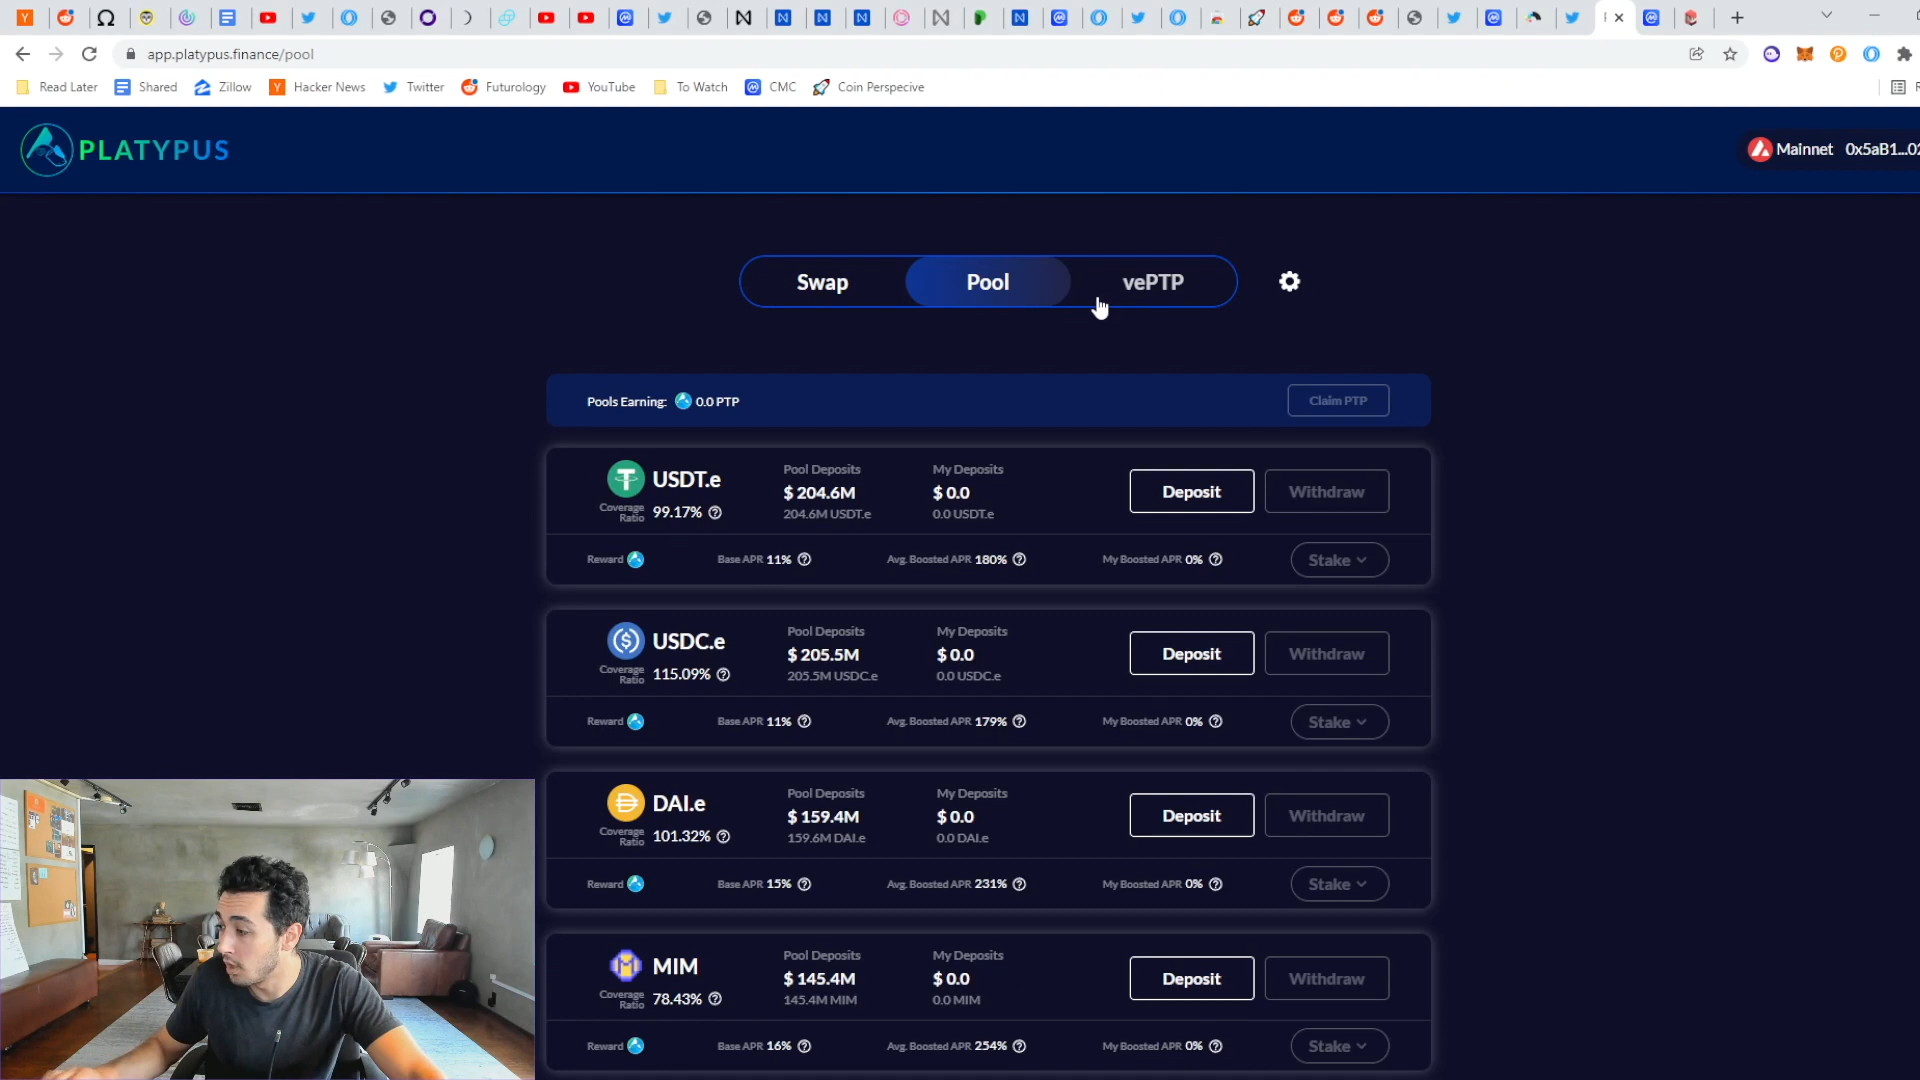 app.platypus.finance/pool
Read Later
Shared
Zillow
Hacker News
Twitter
Futurology
YouTube
To Watch
CMC
Coin Perspecive
PLATYPUS
Mainnet 0x5aB1...02
Swap
Pool
vePTP
Pools Earning: 0.0 PTP
Claim PTP
USDT.e
Coverage Ratio 99.17%
Pool Deposits
$ 204.6M
204.6M USDT.e
My Deposits
$ 0.0
0.0 USDT.e
Deposit
Withdraw
Reward
Base APR 11%
Avg. Boosted APR 180%
My Boosted APR 0%
Stake
USDC.e
Coverage Ratio 115.09%
Pool Deposits
$ 205.5M
205.5M USDC.e
My Deposits
$ 0.0
0.0 USDC.e
Deposit
Withdraw
Reward
Base APR 11%
Avg. Boosted APR 179%
My Boosted APR 0%
Stake
DAI.e
Coverage Ratio 101.32%
Pool Deposits
$ 159.4M
159.6M DAI.e
My Deposits
$ 0.0
0.0 DAI.e
Deposit
Withdraw
Reward
Base APR 15%
Avg. Boosted APR 231%
My Boosted APR 0%
Stake
MIM
Coverage Ratio 78.43%
Pool Deposits
$ 145.4M
145.4M MIM
My Deposits
$ 0.0
0.0 MIM
Deposit
Withdraw
Reward
Base APR 16%
Avg. Boosted APR 254%
My Boosted APR 0%
Stake